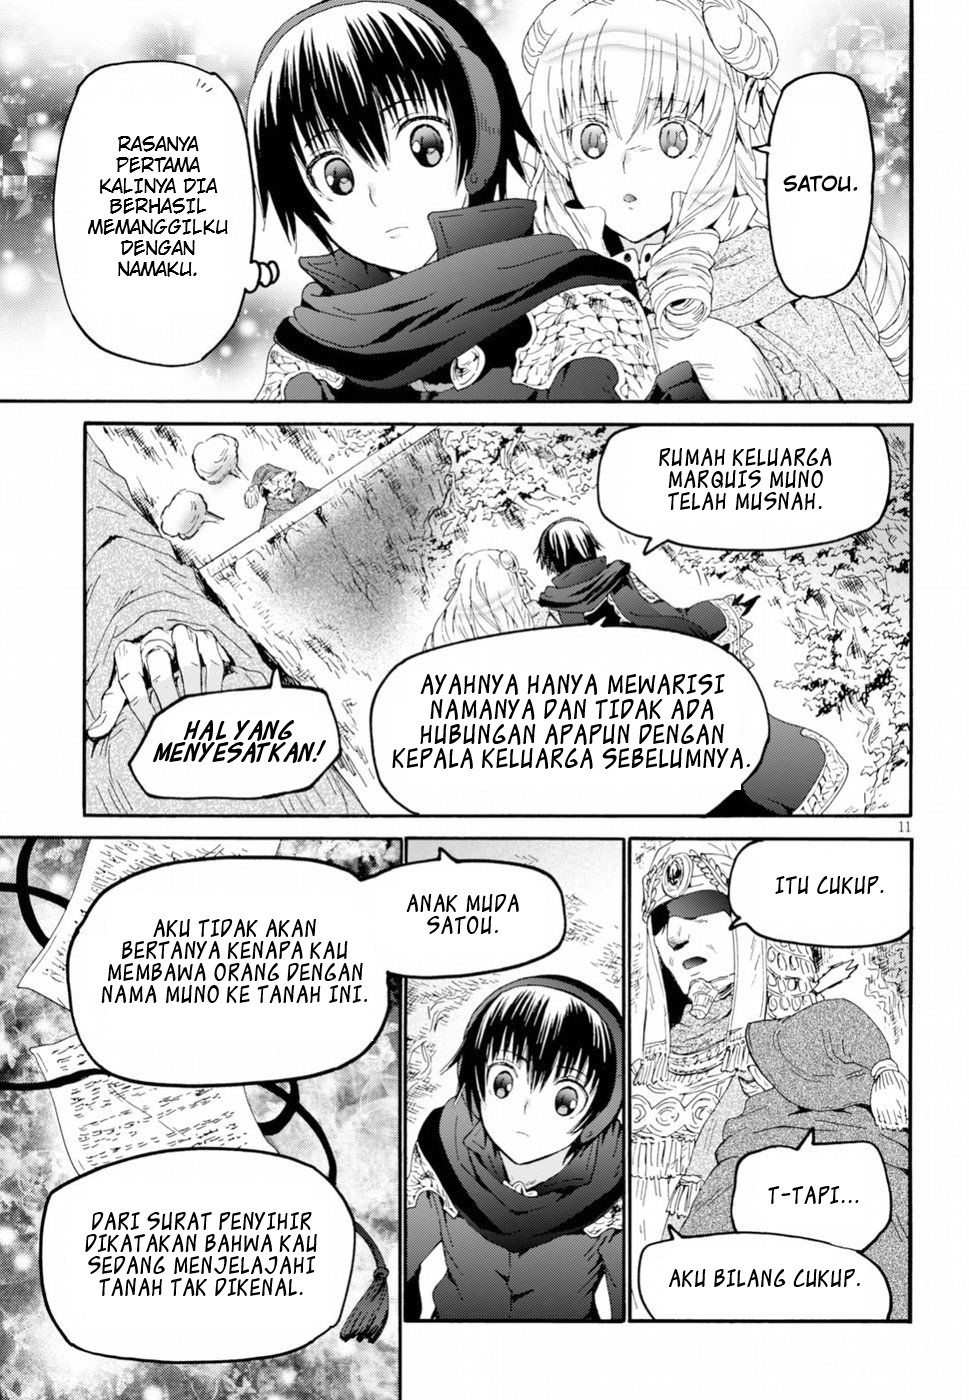 SATOU.
RASANYA
PERTAMA
KALINYA DIA
BERHASIL
MEMANGGILKU
DENGAN
NAMAKU.
RUMAH KELUARGA
MARQUIS MUNO
TELAH MUSNAH.
AYAHNYA HANYA MEWARISI
NAMANYA DAN TIDAK ADA
HUBUNGAN APAPUN DENGAN
KEPALA KELUARGA SEBELUMNYA.
HAL YANG
MENYESATKAN!
11
ITU CUKUP.
T-TAPI...
AKU BILANG CUKUP.
ANAK MUDA
SATOU.
AKU TIDAK AKAN
BERTANYA KENAPA KAU
MEMBAWA ORANG DENGAN
NAMA MUNO KE TANAH INI.
DARI SURAT PENYIHIR
DIKATAKAN BAHWA KAU
SEDANG MENJELAJAHI
TANAH TAK DIKENAL.